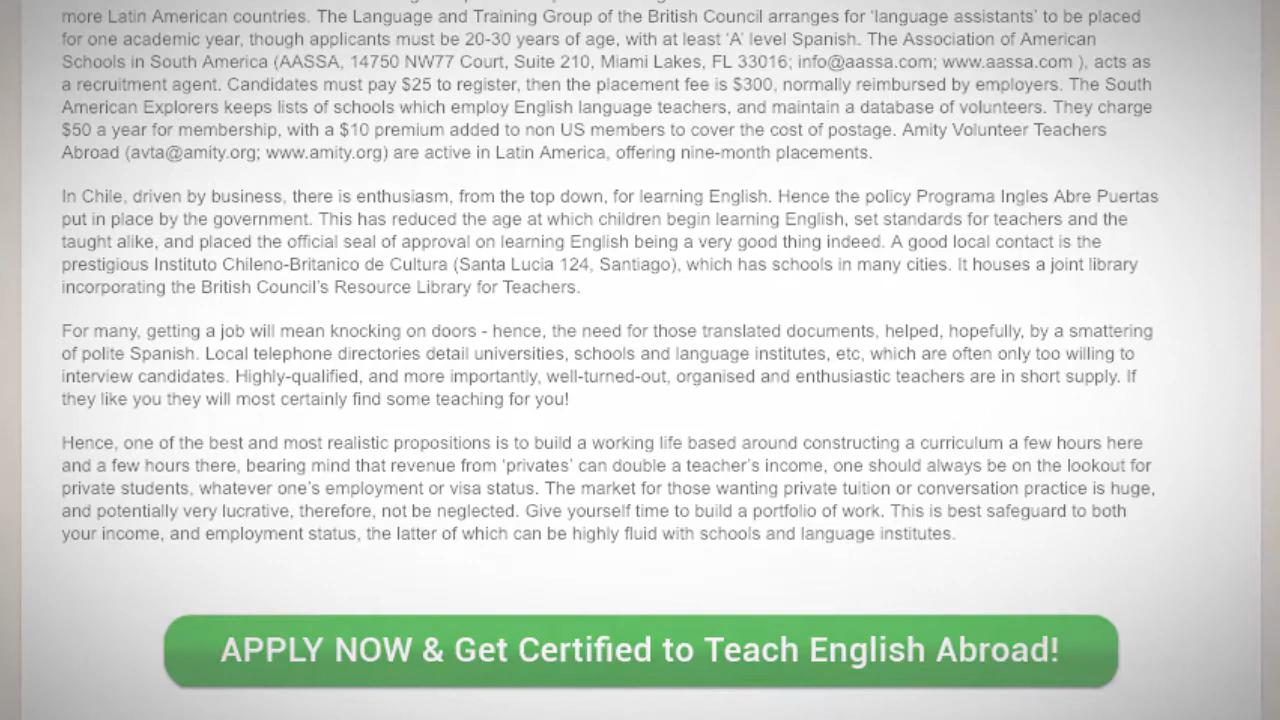 more Latin American countries. The Language and Training Group of the British Council arranges for 'language assistants' to be placed
for one academic year, though applicants must be 20-30 years of age, with at least 'A' level Spanish. The Association of American
Schools in South America (AASSA, 14750 NW77 Court, Suite 210, Miami Lakes, FL 33016; info@aassa.com; www.aassa.com ), acts as
a recruitment agent. Candidates must pay $25 to register, then the placement fee is $300, normally reimbursed by employers. The South
American Explorers keeps lists of schools which employ English language teachers, and maintain a database of volunteers. They charge
$50 a year for membership, with a $10 premium added to non US members to cover the cost of postage. Amity Volunteer Teachers
Abroad (avta@amity.org; www.amity.org) are active in Latin America, offering nine-month placements.
In Chile, driven by business, there is enthusiasm, from the top down, for learning English. Hence the policy Programa Ingles Abre Puertas
put in place by the government. This has reduced the age at which children begin learning English, set standards for teachers and the
taught alike, and placed the official seal of approval on learning English being a very good thing indeed. A good local contact is the
prestigious Instituto Chileno-Britanico de Cultura (Santa Lucia 124, Santiago), which has schools in many cities. It houses a joint library
incorporating the British Council's Resource Library for Teachers.
For many, getting a job will mean knocking on doors - hence, the need for those translated documents, helped, hopefully, by a smattering
of polite Spanish. Local telephone directories detail universities, schools and language institutes, etc, which are often only too willing to
interview candidates. Highly-qualified, and more importantly, well-turned-out, organised and enthusiastic teachers are in short supply. If
they like you they will most certainly find some teaching for you!
Hence, one of the best and most realistic propositions is to build a working life based around constructing a curriculum a few hours here
and a few hours there, bearing mind that revenue from 'privates' can double a teacher's income, one should always be on the lookout for
private students, whatever one's employment or visa status. The market for those wanting private tuition or conversation practice is huge,
and potentially very lucrative, therefore, not be neglected. Give yourself time to build a portfolio of work. This is best safeguard to both
your income, and employment status, the latter of which can be highly fluid with schools and language institutes.
APPLY NOW & Get Certified to Teach English Abroad!